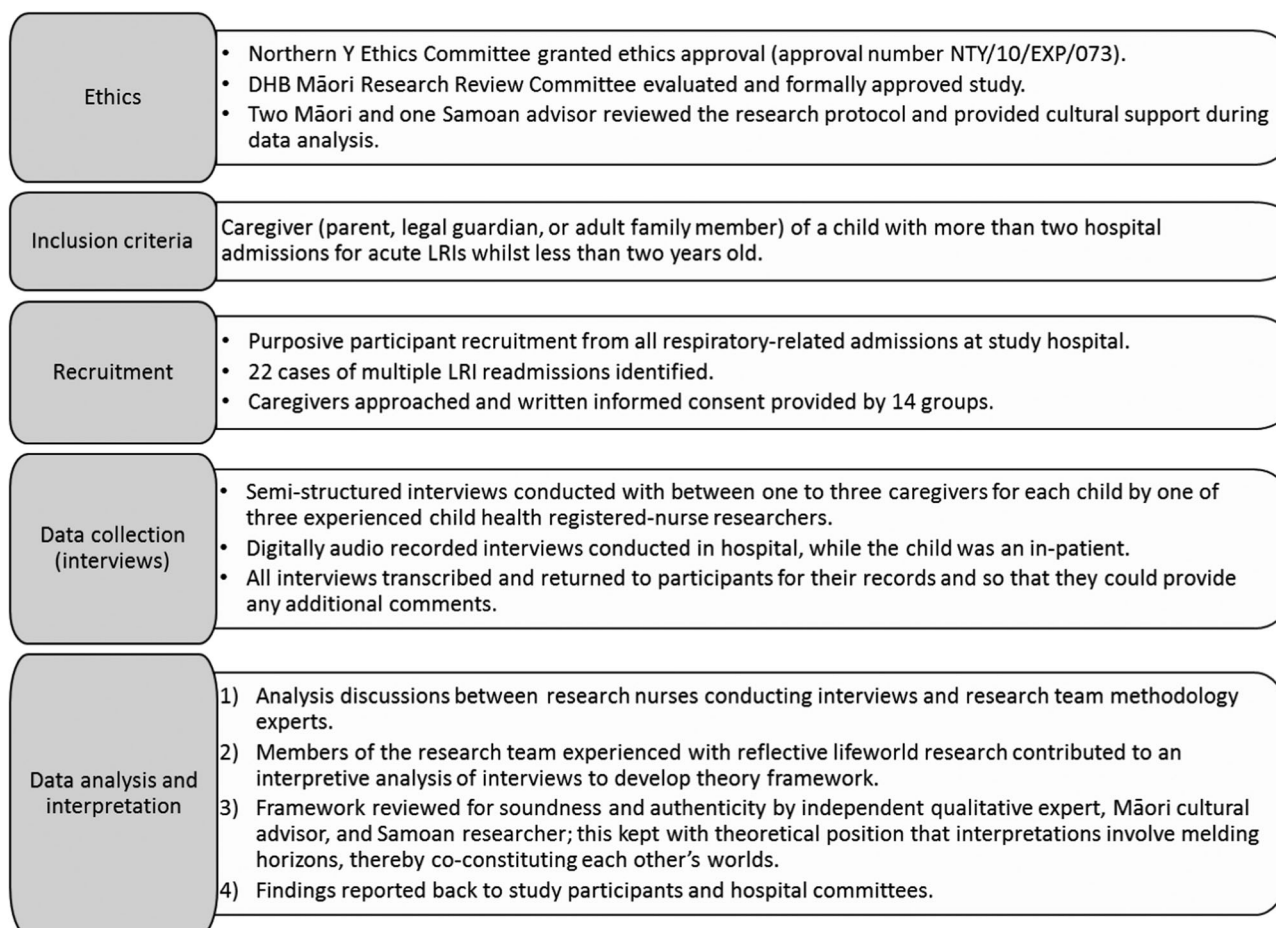 Ethics
• Northern Y Ethics Committee granted ethics approval (approval number NTY/10/EXP/073).
• DHB Māori Research Review Committee evaluated and formally approved study.
• Two Māori and one Samoan advisor reviewed the research protocol and provided cultural support during
data analysis.
Inclusion criteria
Caregiver (parent, legal guardian, or adult family member) of a child with more than two hospital
admissions for acute LRIs whilst less than two years old.
Recruitment
• Purposive participant recruitment from all respiratory-related admissions at study hospital.
• 22 cases of multiple LRI readmissions identified.
• Caregivers approached and written informed consent provided by 14 groups.
Data collection
(interviews)
• Semi-structured interviews conducted with between one to three caregivers for each child by one of
three experienced child health registered-nurse researchers.
• Digitally audio recorded interviews conducted in hospital, while the child was an in-patient.
• All interviews transcribed and returned to participants for their records and so that they could provide
any additional comments.
Data analysis and
interpretation
1) Analysis discussions between research nurses conducting interviews and research team methodology
experts.
2) Members of the research team experienced with reflective lifeworld research contributed to an
interpretive analysis of interviews to develop theory framework.
3) Framework reviewed for soundness and authenticity by independent qualitative expert, Māori cultural
advisor, and Samoan researcher; this kept with theoretical position that interpretations involve melding
horizons, thereby co-constituting each other's worlds.
4) Findings reported back to study participants and hospital committees.